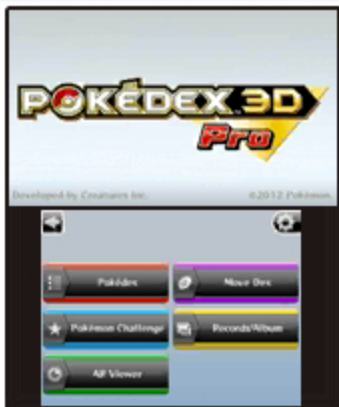 POKÉDEX 3D
Pro
Developed by Creatures Inc. ©2012 Pokémon.
Pokédex
Move Dex
Pokémon Challenge
Records/Album
AR Viewer